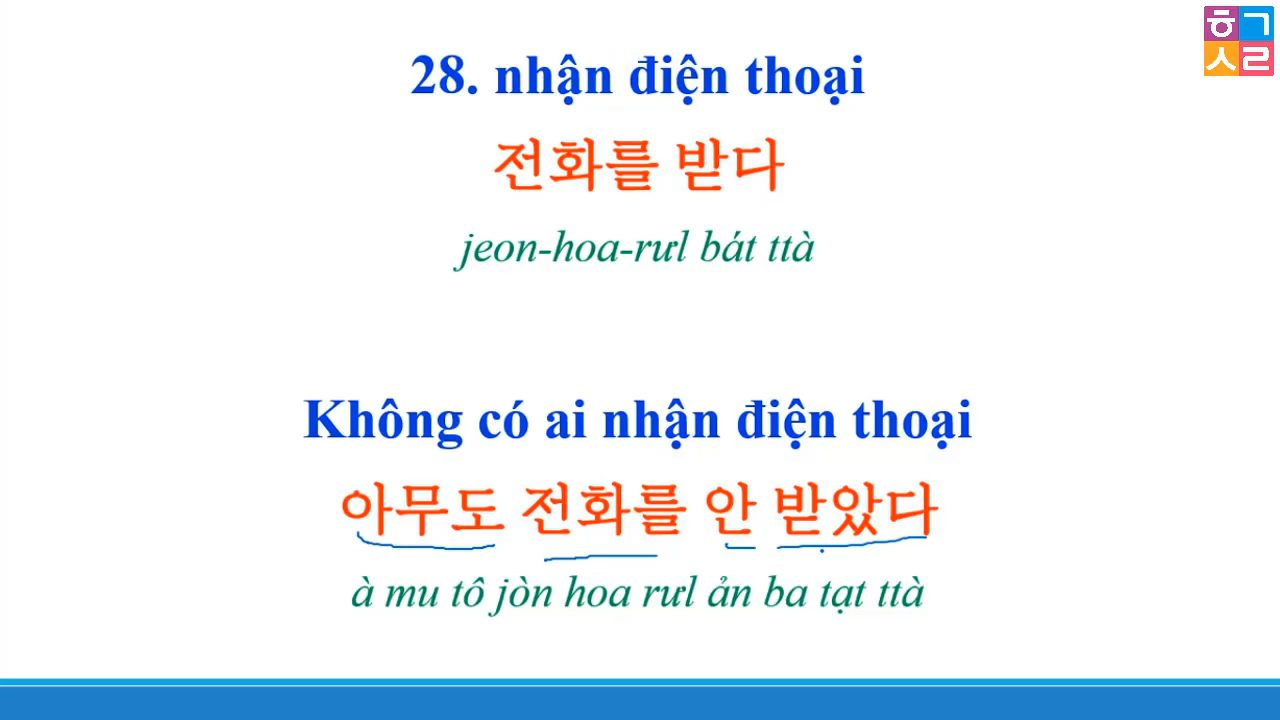 ㅎㄱ
ㅅㄹ
28. nhận điện thoại
전화를 받다
jeon-hoa-rưl bát ttà
Không có ai nhận điện thoại
아무도 전화를 안 받았다
à mu tô jòn hoa rưl ản ba tạt ttà